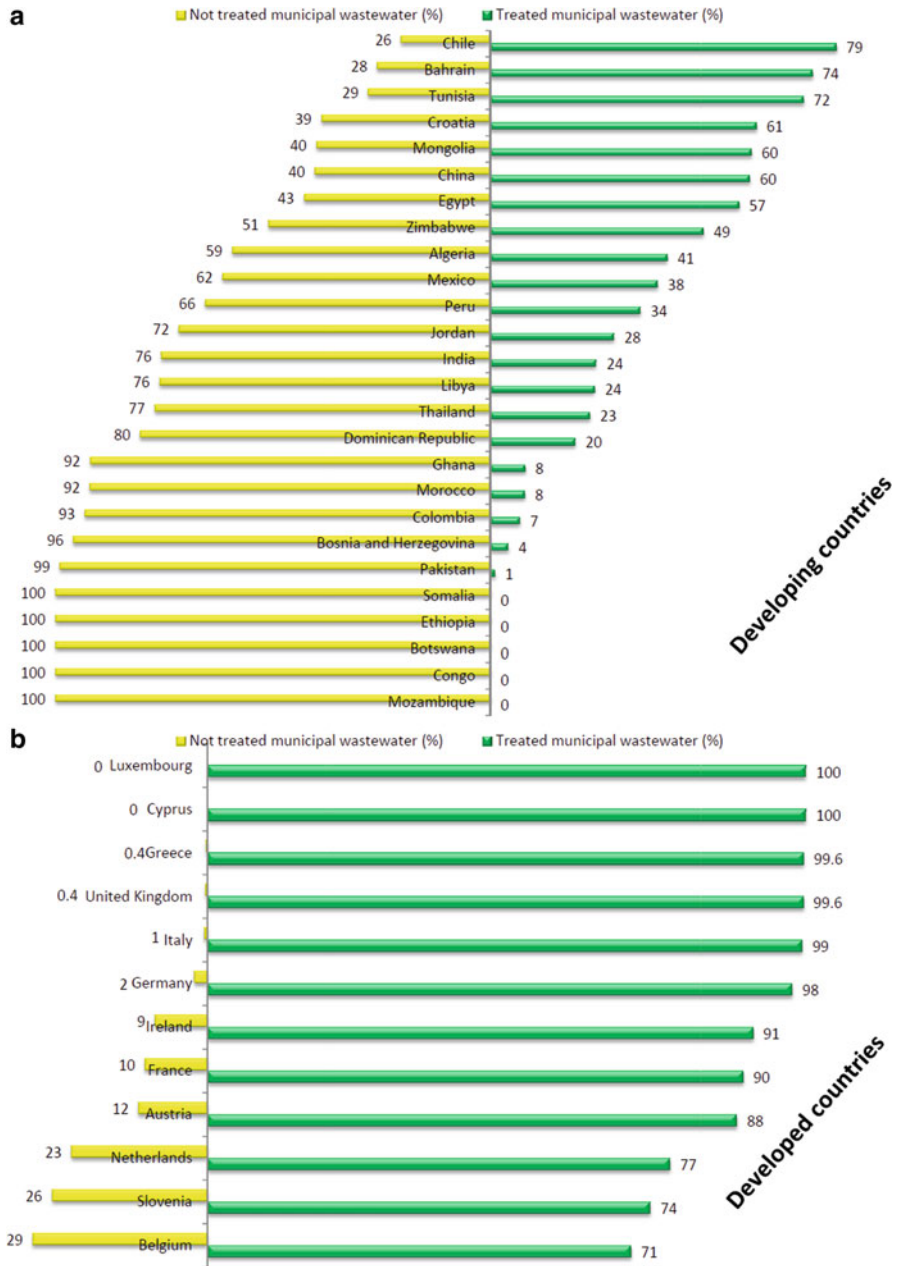 a
Not treated municipal wastewater (%) Treated municipal wastewater (%)
26 Chile 79
28 Bahrain 74
29 Tunisia 72
39 Croatia 61
40 Mongolia 60
40 China 60
43 Egypt 57
51 Zimbabwe 49
59 Algeria 41
62 Mexico 38
66 Peru 34
72 Jordan 28
76 India 24
76 Libya 24
77 Thailand 23
80 Dominican Republic 20
92 Ghana 8
92 Morocco 8
93 Colombia 7
96 Bosnia and Herzegovina 4
99 Pakistan 1
100 Somalia 0
100 Ethiopia 0
100 Botswana 0
100 Congo 0
100 Mozambique 0
Developing countries
b
Not treated municipal wastewater (%) Treated municipal wastewater (%)
0 Luxembourg 100
0 Cyprus 100
0.4 Greece 99.6
0.4 United Kingdom 99.6
1 Italy 99
2 Germany 98
9 Ireland 91
10 France 90
12 Austria 88
23 Netherlands 77
26 Slovenia 74
29 Belgium 71
Developed countries